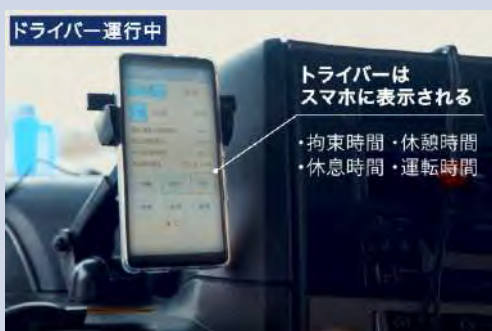 ドライバー運行中
トライバーは
スマホに表示される
・拘束時間・休憩時間
・休息時間・運転時間